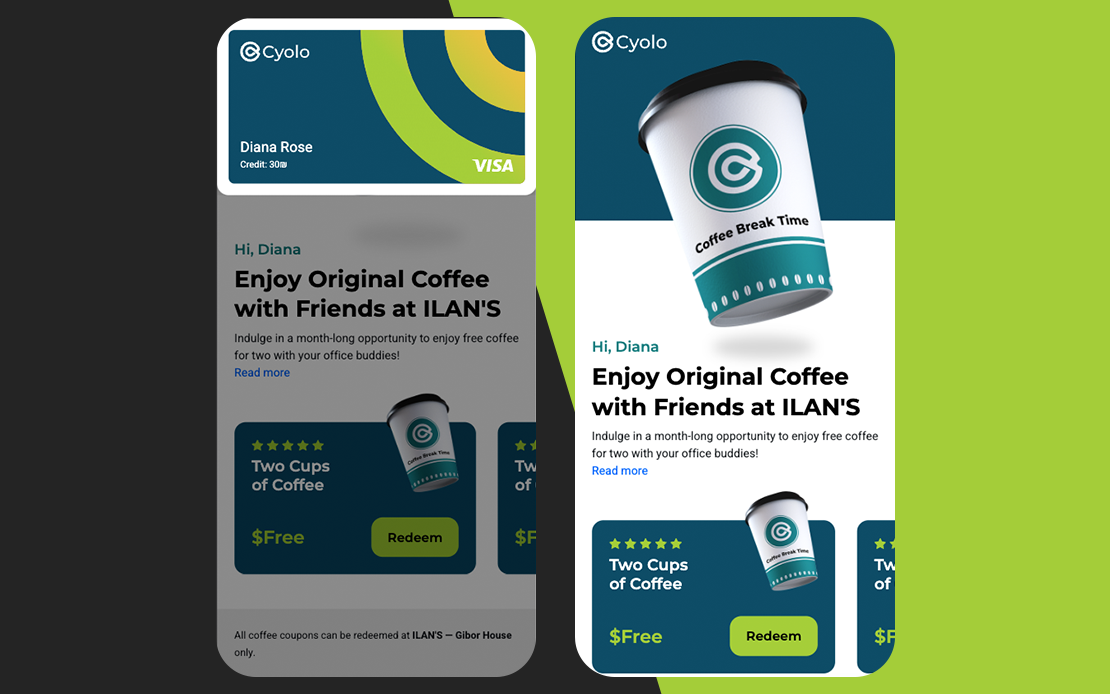 Cyolo
Diana Rose
Credit: 30₪
VISA
Hi, Diana
Enjoy Original Coffee
with Friends at ILAN'S
Indulge in a month-long opportunity to enjoy free coffee
for two with your office buddies!
Read more
Coffee Break Time
Two Cups
of Coffee
$Free
Redeem
Tw
of
$F
All coffee coupons can be redeemed at ILAN'S — Gibor House
only.
Cyolo
Coffee Break Time
Hi, Diana
Enjoy Original Coffee
with Friends at ILAN'S
Indulge in a month-long opportunity to enjoy free coffee
for two with your office buddies!
Read more
Coffee Break Time
Two Cups
of Coffee
$Free
Redeem
Tw
of
$F